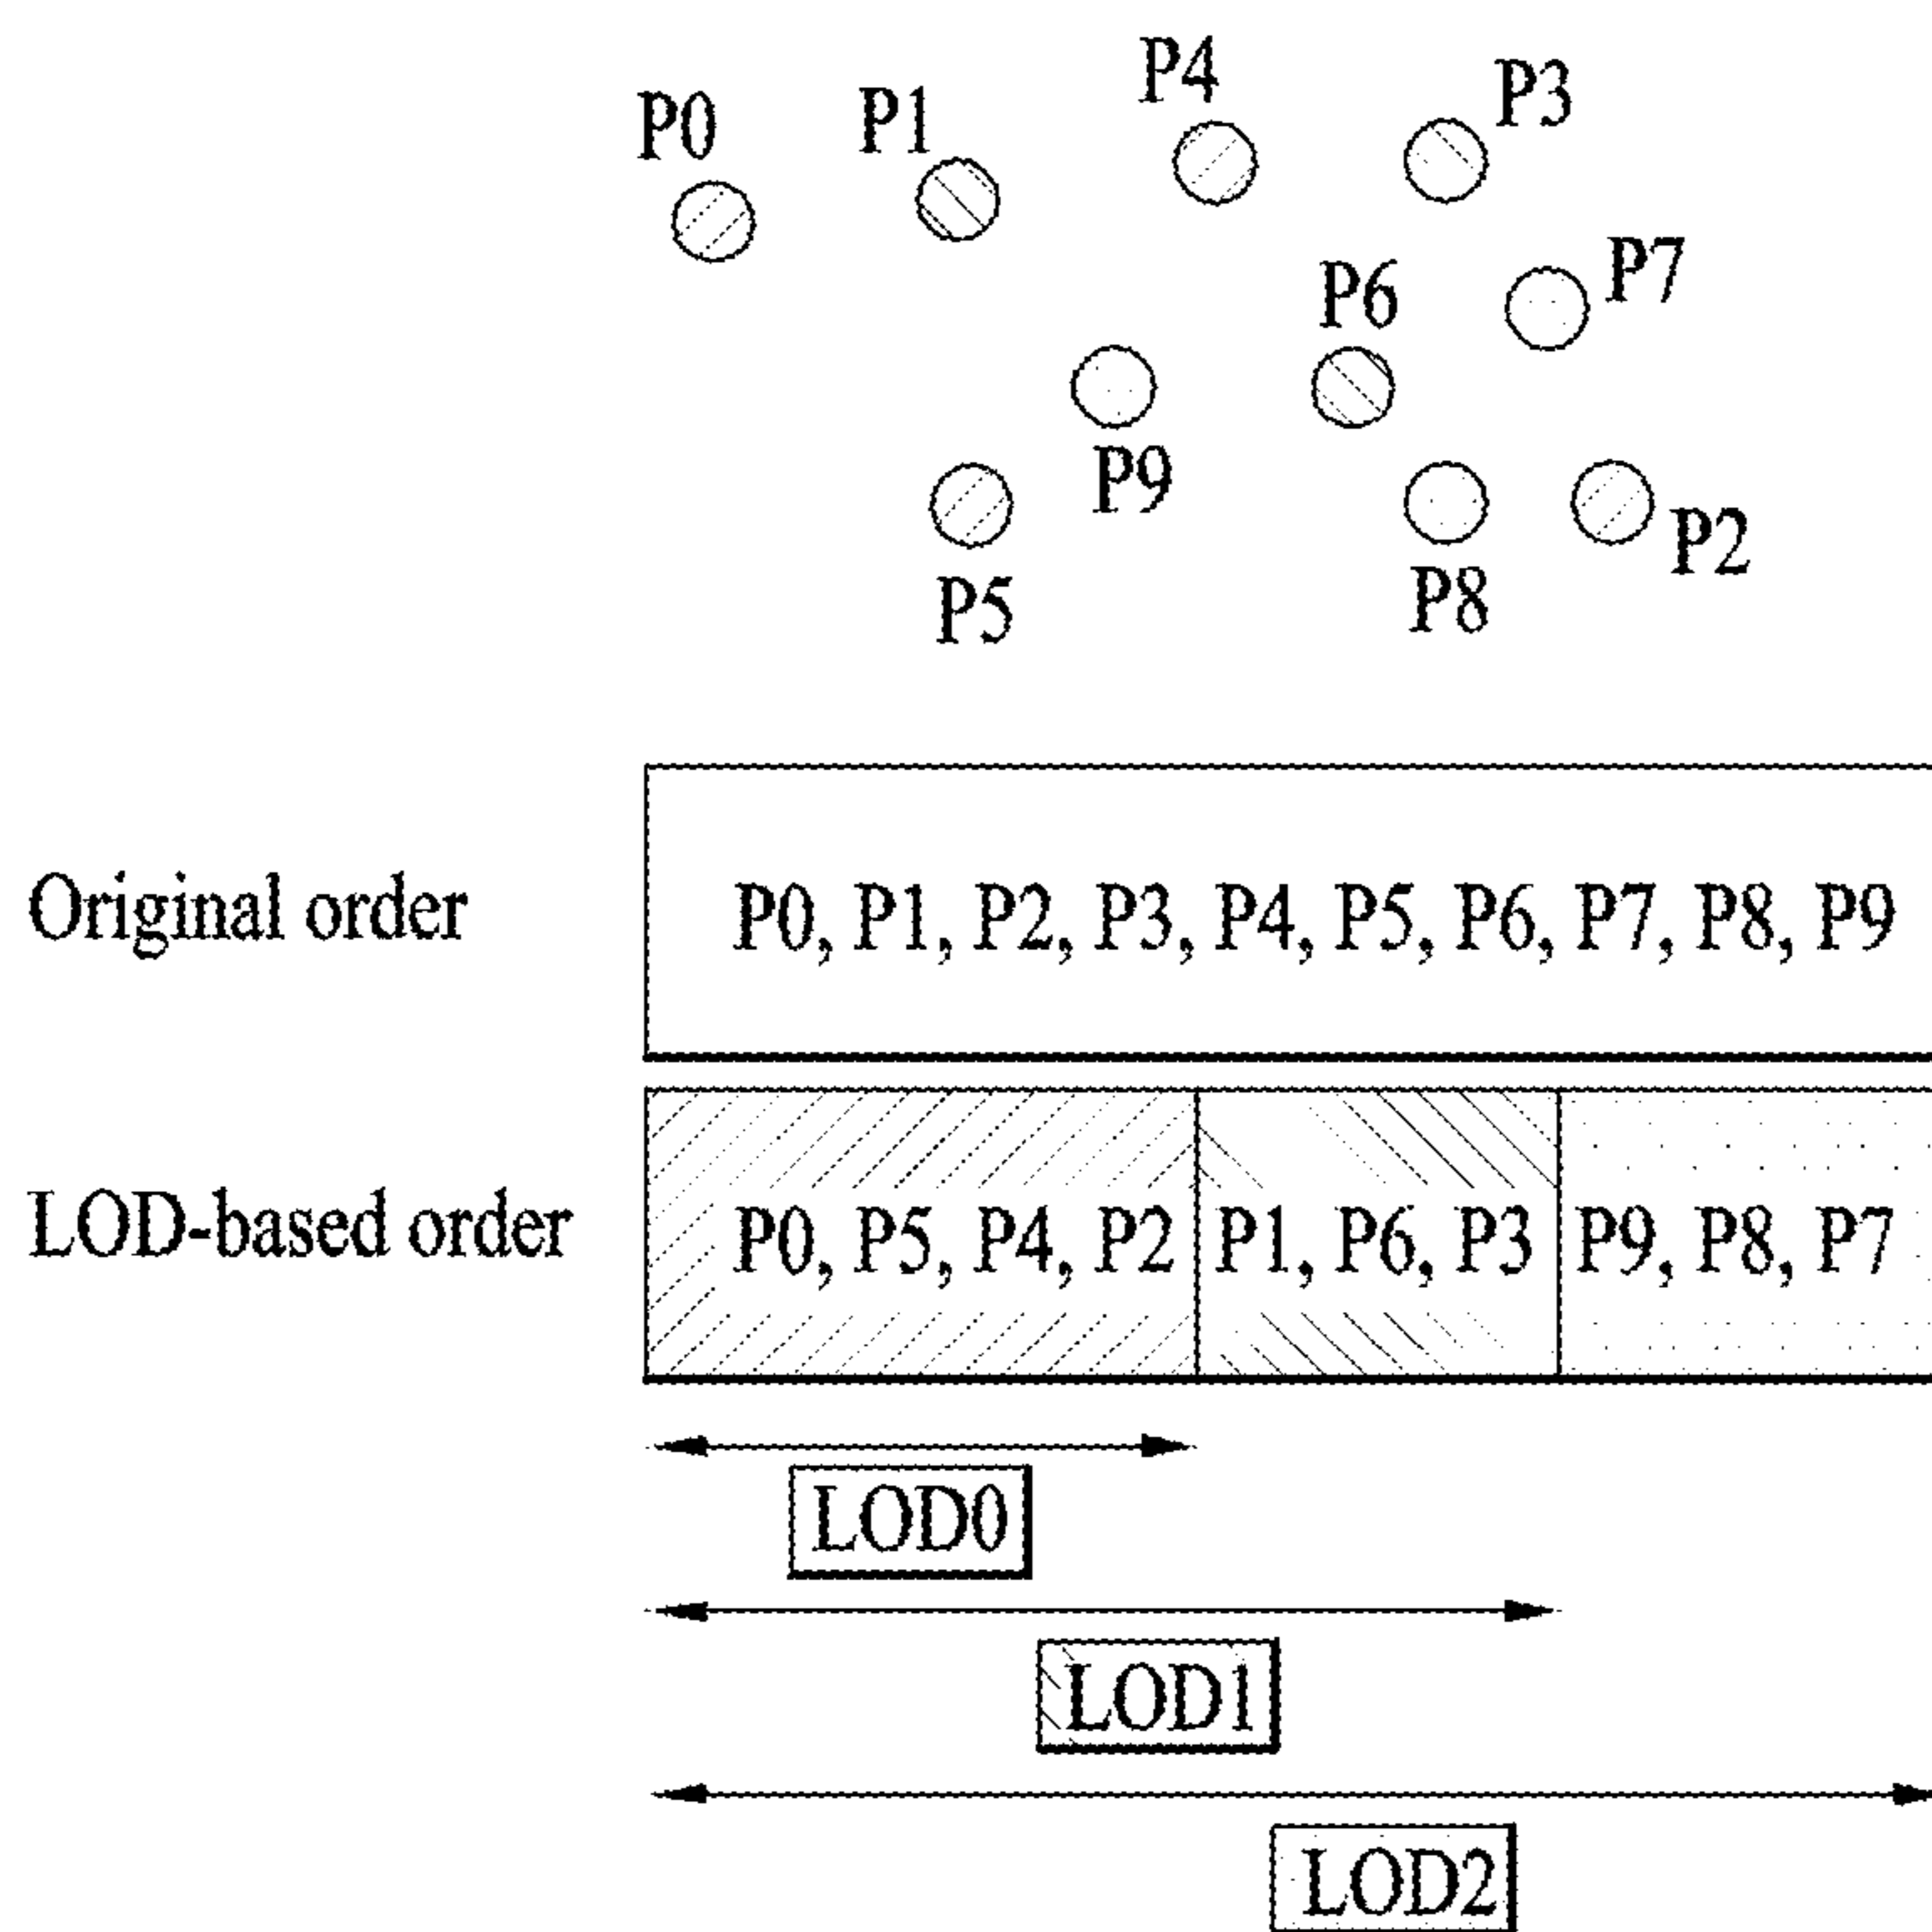 P4
P3
P0
P1
P7
P6
P9
P2
P8
P5
Original order
P0, P1, P2, P3, P4, P5, P6, P7, P8, P9
LOD-based order
P0, P5, P4, P2
P1, P6, P3
P9, P8, P7
LOD0
LOD1
LOD2